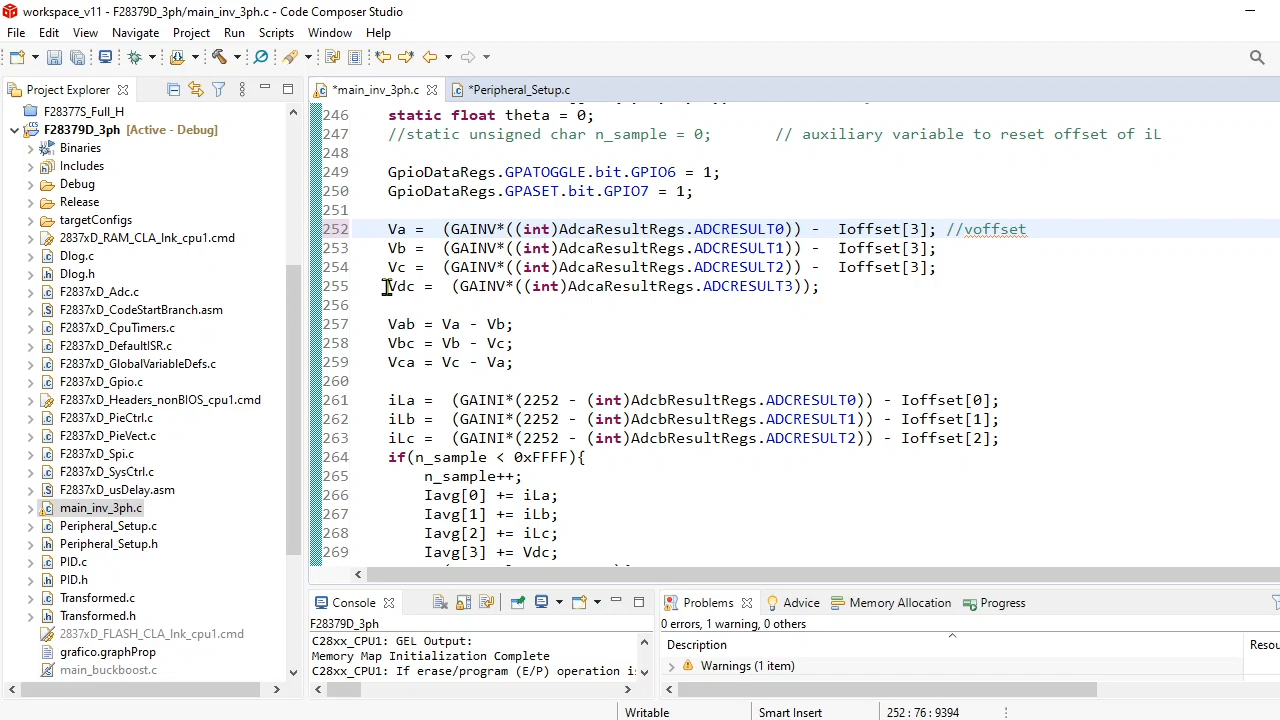 workspace_v11 - F28379D_3ph/main_inv_3ph.c - Code Composer Studio
File Edit View Navigate Project Run Scripts Window Help
Project Explorer
*main_inv_3ph.c
*Peripheral_Setup.c
F28377S_Full_H
F28379D_3ph [Active - Debug]
Binaries
Includes
Debug
Release
targetConfigs
2837xD_RAM_CLA_lnk_cpu1.cmd
Dlog.c
Dlog.h
F2837xD_Adc.c
F2837xD_CodeStartBranch.asm
F2837xD_CpuTimers.c
F2837xD_DefaultISR.c
F2837xD_GlobalVariableDefs.c
F2837xD_Gpio.c
F2837xD_Headers_nonBIOS_cpu1.cmd
F2837xD_PieCtrl.c
F2837xD_PieVect.c
F2837xD_Spi.c
F2837xD_SysCtrl.c
F2837xD_usDelay.asm
main_inv_3ph.c
Peripheral_Setup.c
Peripheral_Setup.h
PID.c
PID.h
Transformed.c
Transformed.h
2837xD_FLASH_CLA_lnk_cpu1.cmd
grafico.graphProp
main_buckboost.c
246 static float theta = 0;
247 //static unsigned char n_sample = 0; // auxiliary variable to reset offset of iL
248
249 GpioDataRegs.GPATOGGLE.bit.GPIO6 = 1;
250 GpioDataRegs.GPASET.bit.GPIO7 = 1;
251
252 Va = (GAINV*((int)AdcaResultRegs.ADCRESULT0)) - Ioffset[3]; //voffset
253 Vb = (GAINV*((int)AdcaResultRegs.ADCRESULT1)) - Ioffset[3];
254 Vc = (GAINV*((int)AdcaResultRegs.ADCRESULT2)) - Ioffset[3];
255 Vdc = (GAINV*((int)AdcaResultRegs.ADCRESULT3));
256
257 Vab = Va - Vb;
258 Vbc = Vb - Vc;
259 Vca = Vc - Va;
260
261 iLa = (GAINI*(2252 - (int)AdcbResultRegs.ADCRESULT0)) - Ioffset[0];
262 iLb = (GAINI*(2252 - (int)AdcbResultRegs.ADCRESULT1)) - Ioffset[1];
263 iLc = (GAINI*(2252 - (int)AdcbResultRegs.ADCRESULT2)) - Ioffset[2];
264 if(n_sample < 0xFFFF){
265 n_sample++;
266 Iavg[0] += iLa;
267 Iavg[1] += iLb;
268 Iavg[2] += iLc;
269 Iavg[3] += Vdc;
Console
F28379D_3ph
C28xx_CPU1: GEL Output:
Memory Map Initialization Complete
C28xx_CPU1: If erase/program (E/P) operation i
Problems Advice Memory Allocation Progress
0 errors, 1 warning, 0 others
Description Resou
Warnings (1 item)
Writable Smart Insert 252 : 76 : 9394